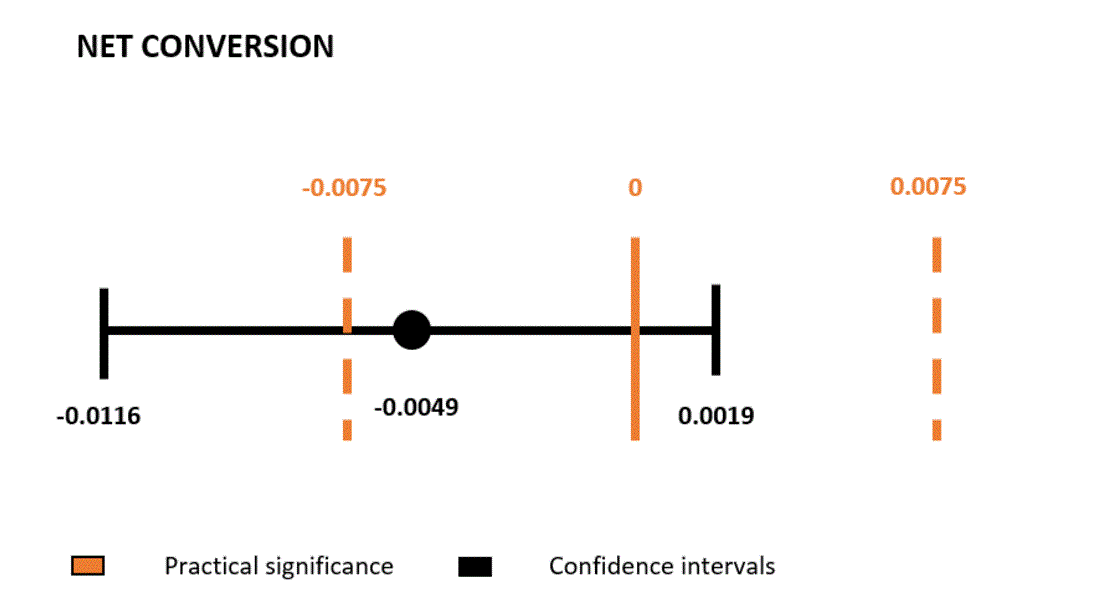 NET CONVERSION
-0.0075 0 0.0075
-0.0116 -0.0049 0.0019
Practical significance Confidence intervals